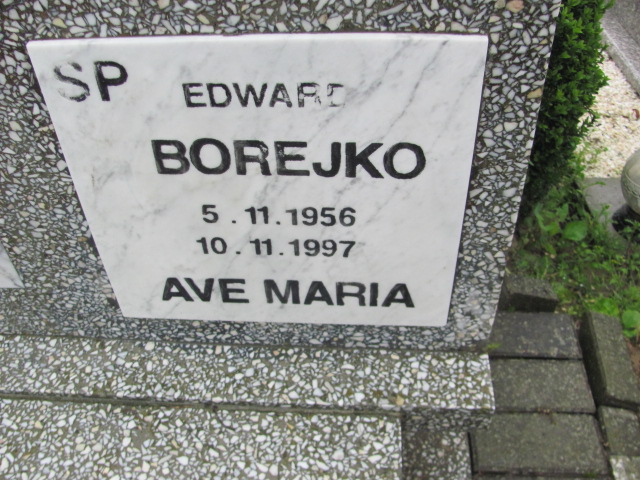 SP
EDWARD
BOREJKO
5.11.1956
10.11.1997
AVE MARIA